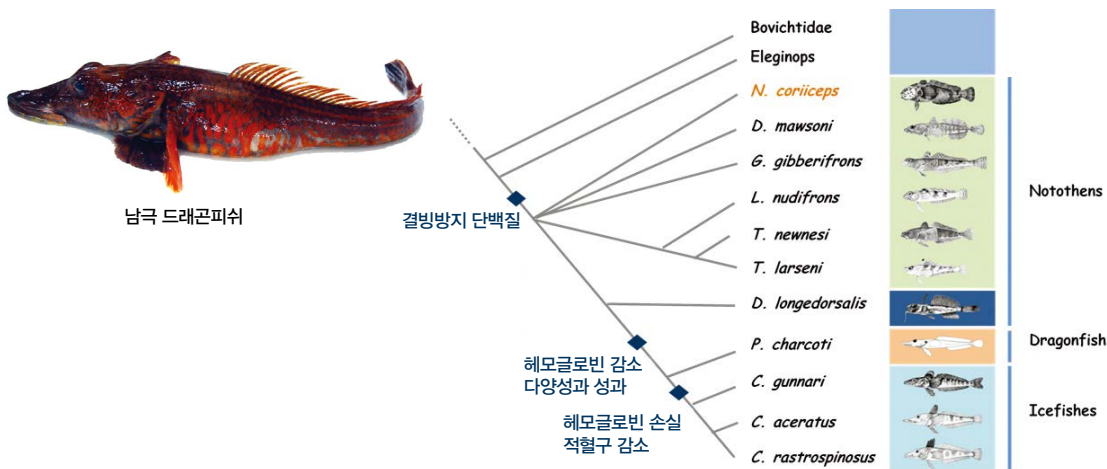 남극 드래곤피쉬
Bovichtidae
Eleginops
N. coriiceps
D. mawsoni
G. gibberifrons
L. nudifrons
T. newnesi
T. larseni
D. longedorsalis
P. charcoti
C. gunnari
C. aceratus
C. rastrospinosus
결빙방지 단백질
헤모글로빈 감소
다양성과 성과
헤모글로빈 손실
적혈구 감소
Notothens
Dragonfish
Icefishes